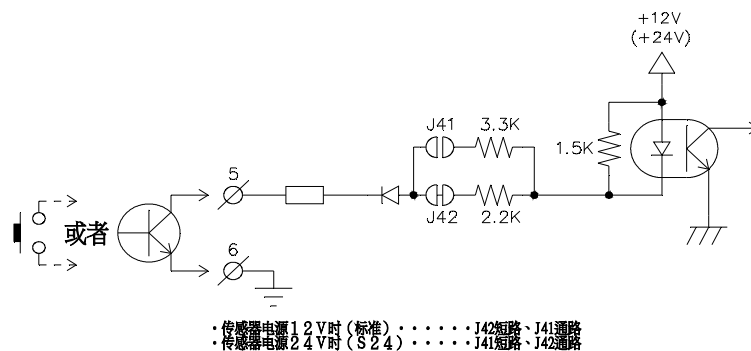 +12V
(+24V)
J41 3.3K
1.5K
5
J42 2.2K
或者
6
・传感器电源12V时(标准)・・・・・・J42短路、J41通路
・传感器电源24V时(S24)・・・・・・J41短路、J42通路